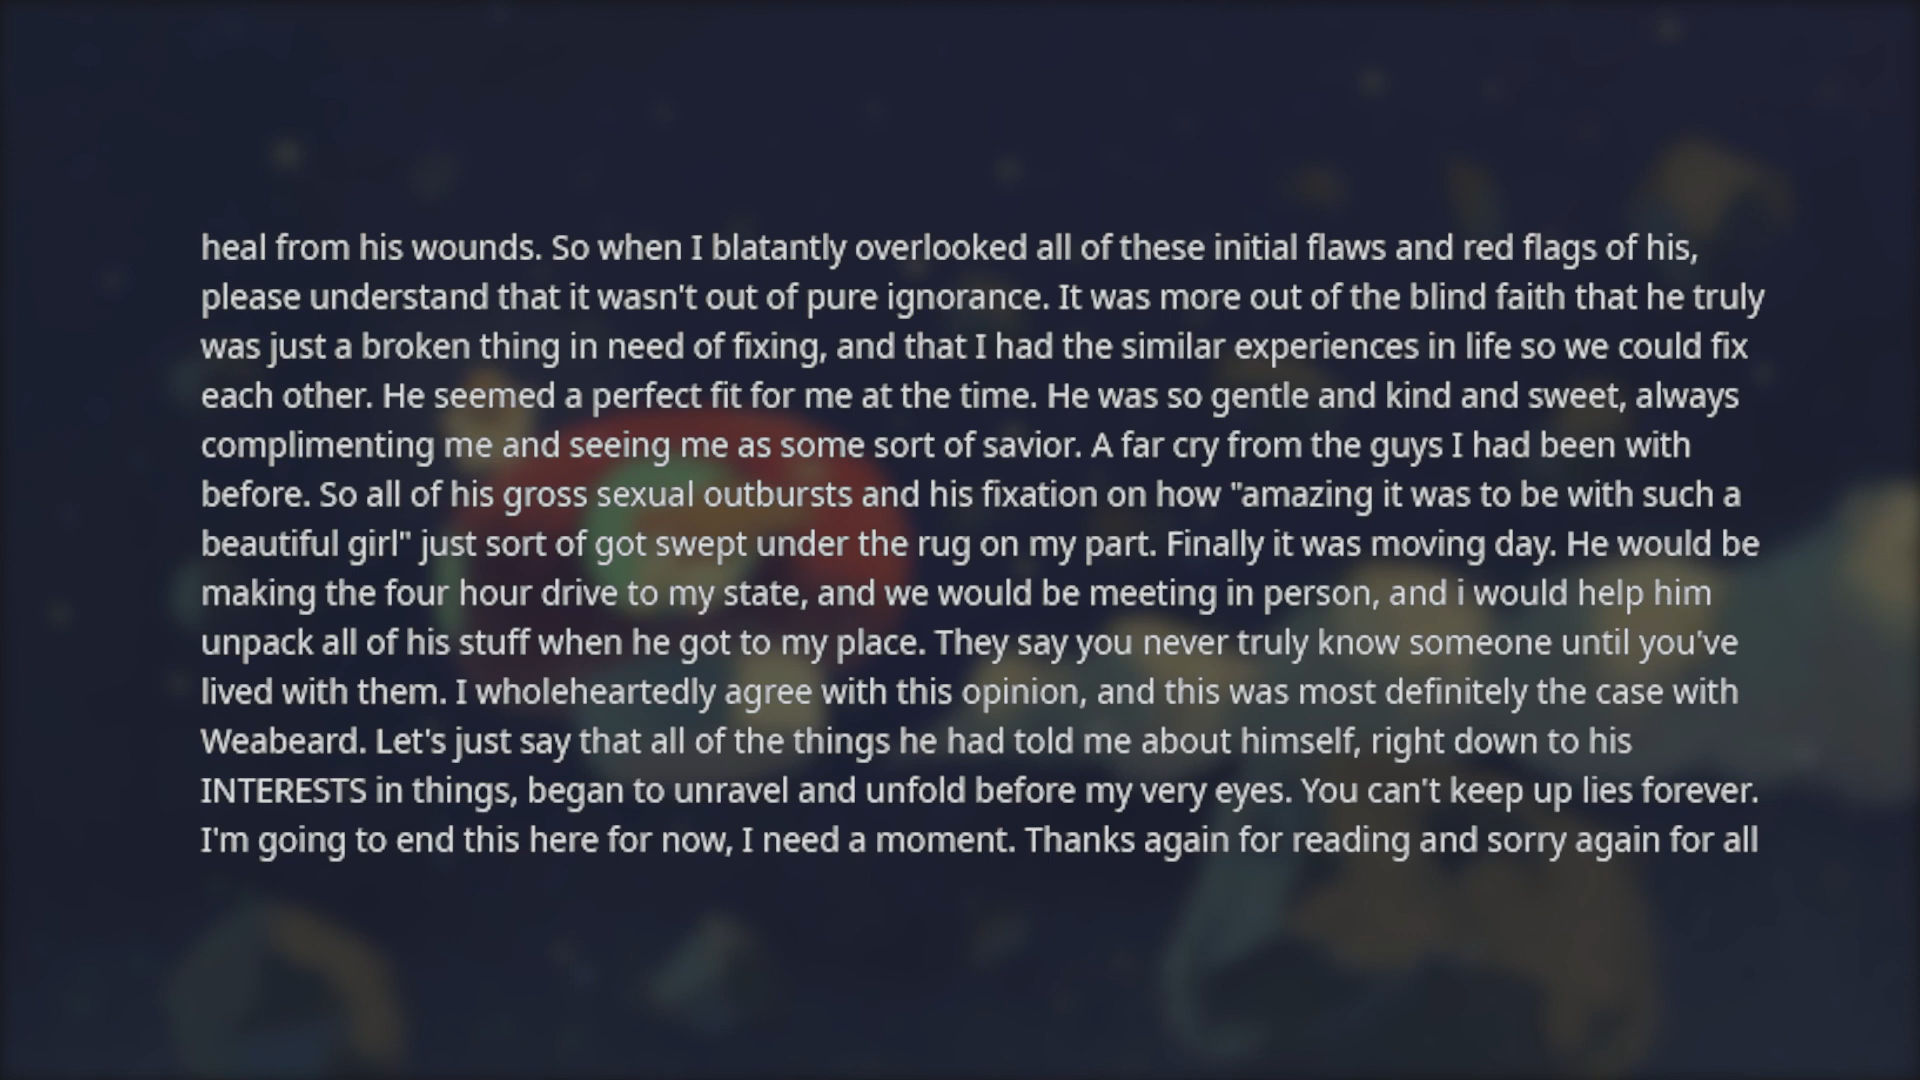 heal from his wounds. So when I blatantly overlooked all of these initial flaws and red flags of his,
please understand that it wasn't out of pure ignorance. It was more out of the blind faith that he truly
was just a broken thing in need of fixing, and that I had the similar experiences in life so we could fix
each other. He seemed a perfect fit for me at the time. He was so gentle and kind and sweet, always
complimenting me and seeing me as some sort of savior. A far cry from the guys I had been with
before. So all of his gross sexual outbursts and his fixation on how "amazing it was to be with such a
beautiful girl" just sort of got swept under the rug on my part. Finally it was moving day. He would be
making the four hour drive to my state, and we would be meeting in person, and i would help him
unpack all of his stuff when he got to my place. They say you never truly know someone until you've
lived with them. I wholeheartedly agree with this opinion, and this was most definitely the case with
Weabeard. Let's just say that all of the things he had told me about himself, right down to his
INTERESTS in things, began to unravel and unfold before my very eyes. You can't keep up lies forever.
I'm going to end this here for now, I need a moment. Thanks again for reading and sorry again for all